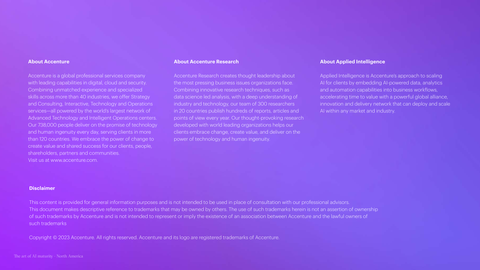 About Accenture
Accenture is a global professional services company
with leading capabilities in digital, cloud and security.
Combining unmatched experience and specialized
skills across more than 40 industries, we offer Strategy
and Consulting, Interactive, Technology and Operations
services—all powered by the world's largest network of
Advanced Technology and Intelligent Operations centers.
Our 738,000 people deliver on the promise of technology
and human ingenuity every day, serving clients in more
than 120 countries. We embrace the power of change to
create value and shared success for our clients, people,
shareholders, partners and communities.
Visit us at www.accenture.com
About Accenture Research
Accenture Research creates thought leadership about
the most pressing business issues organizations face.
Combining innovative research techniques, such as
data science led analysis, with a deep understanding of
industry and technology, our team of 300 researchers
in 20 countries publish hundreds of reports, articles and
points of view every year. Our thought-provoking research
developed with world leading organizations helps our
clients embrace change, create value, and deliver on the
power of technology and human ingenuity.
About Applied Intelligence
Applied Intelligence is Accenture's approach to scaling
AI for clients by embedding AI-powered data, analytics
and automation capabilities into business workflows,
accelerating time to value with a powerful global alliance,
innovation and delivery network that can deploy and scale
AI within any market and industry.
Disclaimer
This content is provided for general information purposes and is not intended to be used in place of consultation with our professional advisors.
This document makes descriptive reference to trademarks that may be owned by others. The use of such trademarks herein is not an assertion of ownership
of such trademarks by Accenture and is not intended to represent or imply the existence of an association between Accenture and the lawful owners of
such trademarks.
Copyright © 2023 Accenture. All rights reserved. Accenture and its logo are registered trademarks of Accenture.
The art of AI maturity - North America